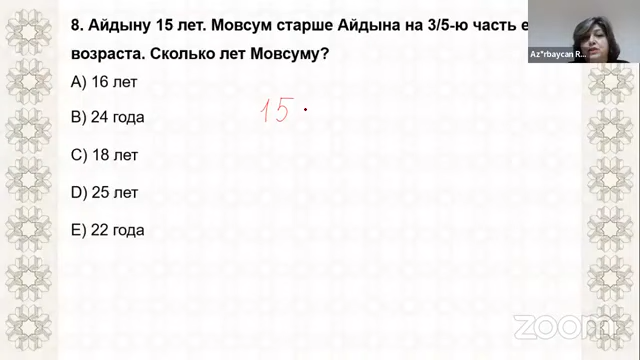 8. Айдыну 15 лет. Мовсум старше Айдына на 3/5-ю часть
возраста. Сколько лет Мовсуму?
A) 16 лет
B) 24 года
C) 18 лет
D) 25 лет
E) 22 года
15
Az*rbaycan R...
zoom